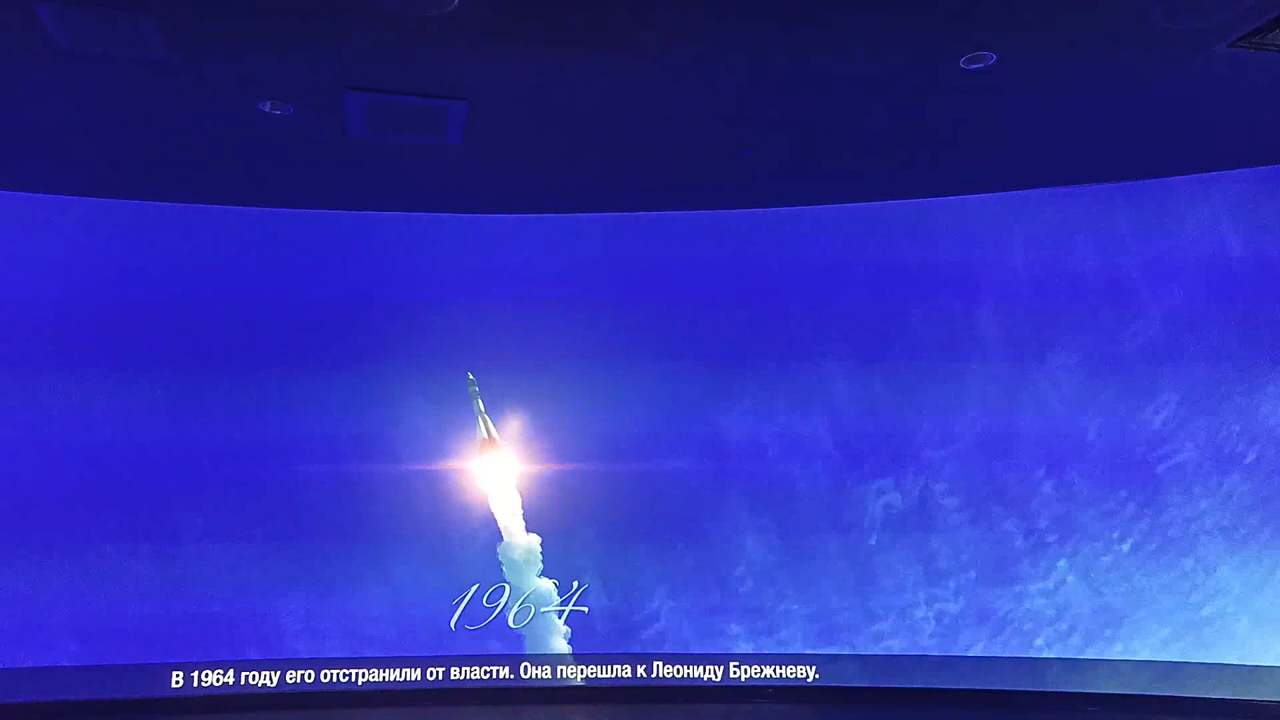 1964
В 1964 году его отстранили от власти. Она перешла к Леониду Брежневу.